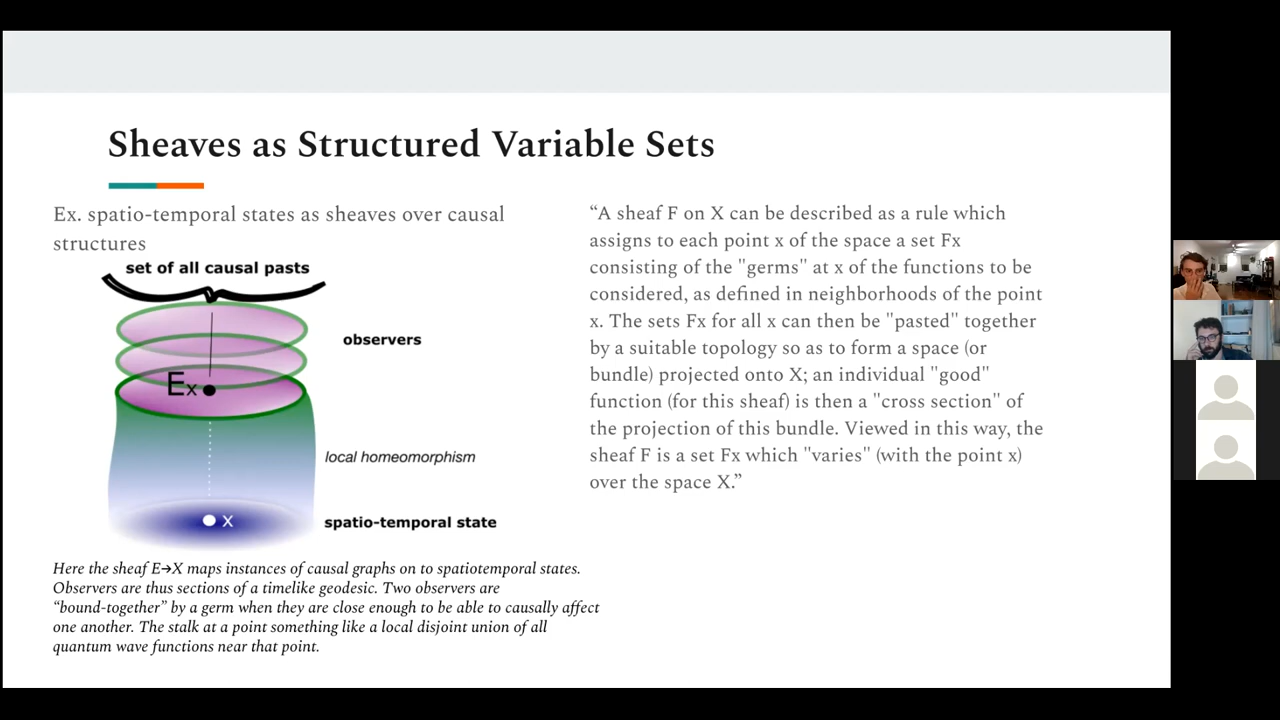 Sheaves as Structured Variable Sets
Ex. spatio-temporal states as sheaves over causal
structures
set of all causal pasts
observers
Ex
local homeomorphism
x
spatio-temporal state
Here the sheaf E→X maps instances of causal graphs on to spatiotemporal states.
Observers are thus sections of a timelike geodesic. Two observers are
“bound-together” by a germ when they are close enough to be able to causally affect
one another. The stalk at a point something like a local disjoint union of all
quantum wave functions near that point.
“A sheaf F on X can be described as a rule which
assigns to each point x of the space a set Fx
consisting of the "germs" at x of the functions to be
considered, as defined in neighborhoods of the point
x. The sets Fx for all x can then be "pasted" together
by a suitable topology so as to form a space (or
bundle) projected onto X; an individual "good"
function (for this sheaf) is then a "cross section" of
the projection of this bundle. Viewed in this way, the
sheaf F is a set Fx which "varies" (with the point x)
over the space X.”